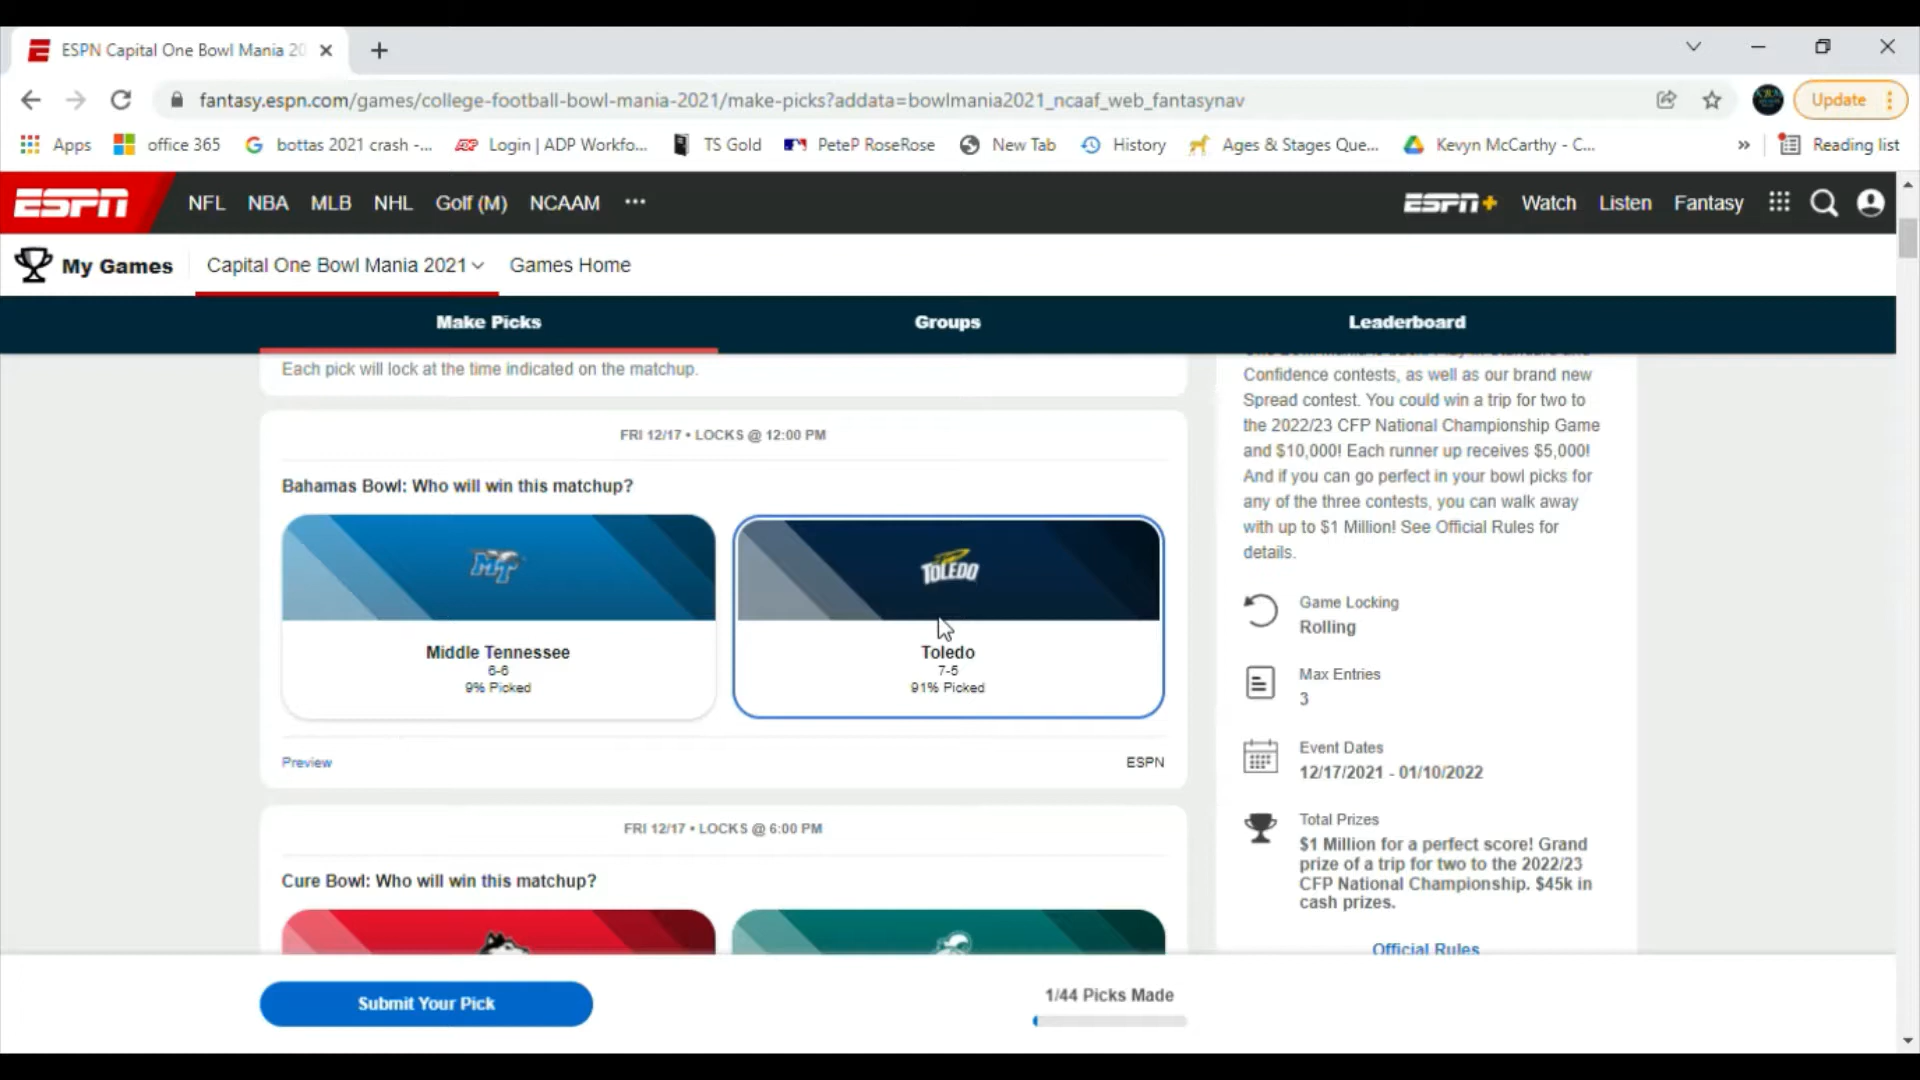 ESPN Capital One Bowl Mania 20
fantasy.espn.com/games/college-football-bowl-mania-2021/make-picks?addata=bowlmania2021_ncaaf_web_fantasynav
Update
Apps
office 365
bottas 2021 crash -...
Login | ADP Workfo...
TS Gold
PeteP RoseRose
New Tab
History
Ages & Stages Que...
Kevyn McCarthy - C...
»
Reading list
ESPN
NFL
NBA
MLB
NHL
Golf (M)
NCAAM
ESPN+
Watch
Listen
Fantasy
My Games
Capital One Bowl Mania 2021
Games Home
Make Picks
Groups
Leaderboard
Each pick will lock at the time indicated on the matchup.
FRI 12/17 • LOCKS @ 12:00 PM
Bahamas Bowl: Who will win this matchup?
MT
TOLEDO
Middle Tennessee
6-6
9% Picked
Toledo
7-5
91% Picked
Preview
ESPN
FRI 12/17 • LOCKS @ 6:00 PM
Cure Bowl: Who will win this matchup?
Confidence contests, as well as our brand new
Spread contest. You could win a trip for two to
the 2022/23 CFP National Championship Game
and $10,000! Each runner up receives $5,000!
And if you can go perfect in your bowl picks for
any of the three contests, you can walk away
with up to $1 Million! See Official Rules for
details.
Game Locking
Rolling
Max Entries
3
Event Dates
12/17/2021 - 01/10/2022
Total Prizes
$1 Million for a perfect score! Grand
prize of a trip for two to the 2022/23
CFP National Championship. $45k in
cash prizes.
Official Rules
Submit Your Pick
1/44 Picks Made